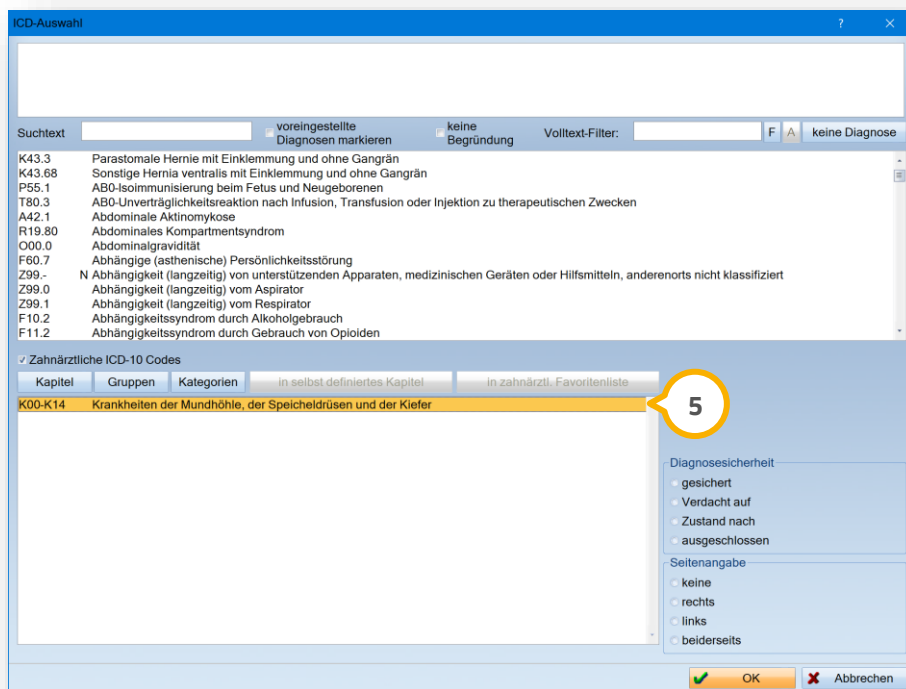 ICD-Auswahl ? ×
Suchtext voreingestellte Diagnosen markieren keine Begründung Volltext-Filter: F A keine Diagnose
K43.3 Parastomale Hernie mit Einklemmung und ohne Gangrän
K43.68 Sonstige Hernia ventralis mit Einklemmung und ohne Gangrän
P55.1 AB0-Isoimmunisierung beim Fetus und Neugeborenen
T80.3 AB0-Unverträglichkeitsreaktion nach Infusion, Transfusion oder Injektion zu therapeutischen Zwecken
A42.1 Abdominale Aktinomykose
R19.80 Abdominales Kompartmentsyndrom
O00.0 Abdominalgravidität
F60.7 Abhängige (asthenische) Persönlichkeitsstörung
Z99.- N Abhängigkeit (langzeitig) von unterstützenden Apparaten, medizinischen Geräten oder Hilfsmitteln, anderenorts nicht klassifiziert
Z99.0 Abhängigkeit (langzeitig) vom Aspirator
Z99.1 Abhängigkeit (langzeitig) vom Respirator
F10.2 Abhängigkeitssyndrom durch Alkoholgebrauch
F11.2 Abhängigkeitssyndrom durch Gebrauch von Opioiden
Zahnärztliche ICD-10 Codes
Kapitel Gruppen Kategorien in selbst definiertes Kapitel in zahnärztl. Favoritenliste
K00-K14 Krankheiten der Mundhöhle, der Speicheldrüsen und der Kiefer
5
Diagnosesicherheit
gesichert
Verdacht auf
Zustand nach
ausgeschlossen
Seitenangabe
keine
rechts
links
beiderseits
OK Abbrechen